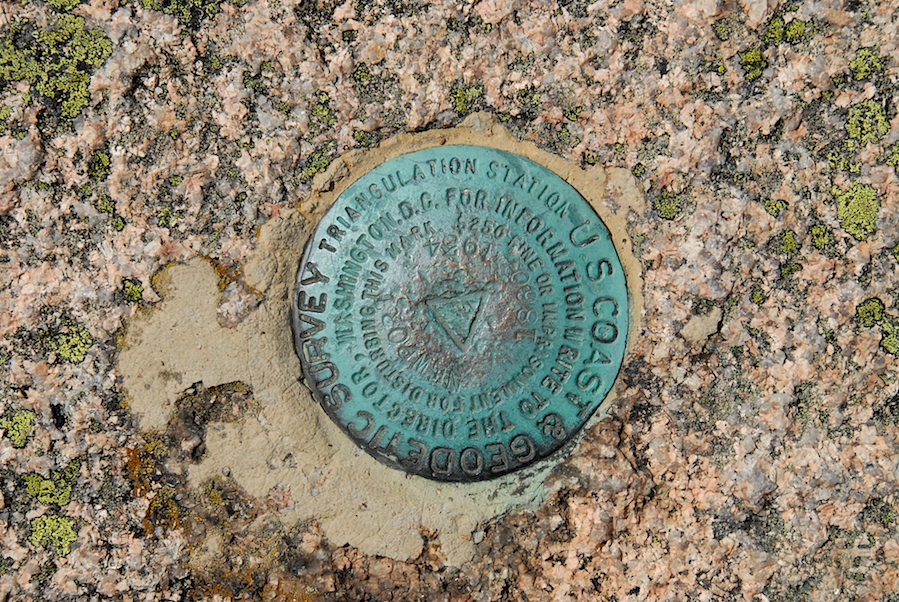 U S COAST & GEODETIC SURVEY
TRIANGULATION STATION
FOR INFORMATION WRITE TO THE DIRECTOR, WASHINGTON, D.C.
$250 FINE OR IMPRISONMENT FOR DISTURBING THIS MARK.